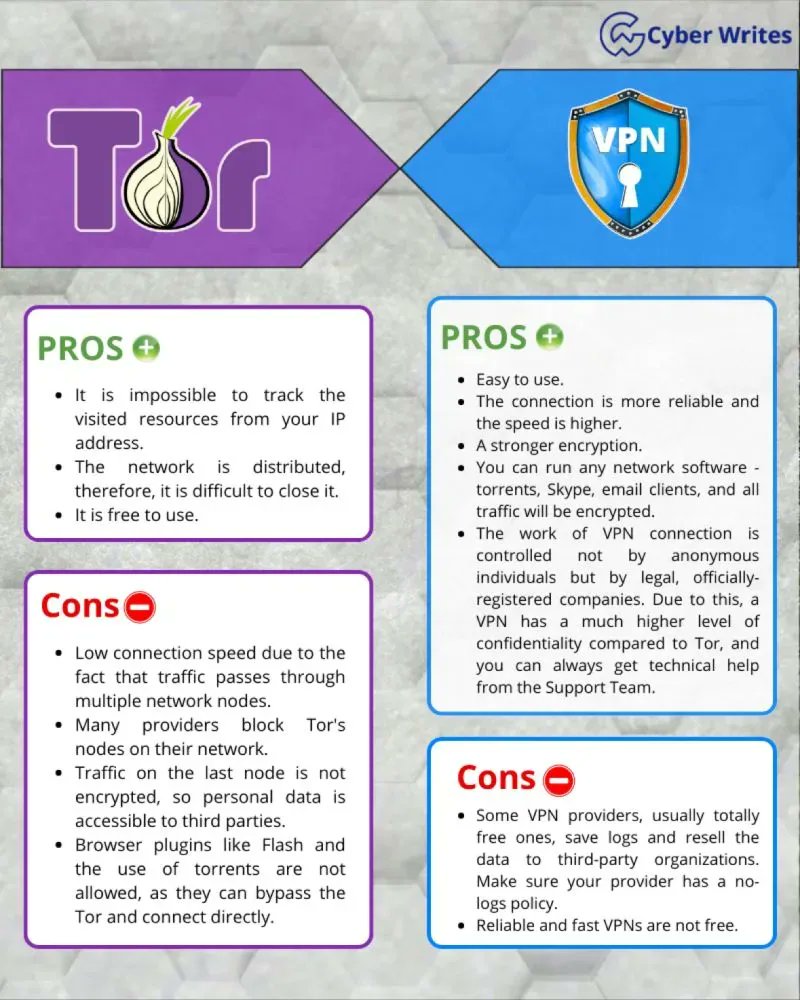 Cyber Writes
Tor
VPN
PROS
It is impossible to track the
visited resources from your IP
address.
The network is distributed,
therefore, it is difficult to close it.
It is free to use.
Cons
Low connection speed due to the
fact that traffic passes through
multiple network nodes.
Many providers block Tor's
nodes on their network.
Traffic on the last node is not
encrypted, so personal data is
accessible to third parties.
Browser plugins like Flash and
the use of torrents are not
allowed, as they can bypass the
Tor and connect directly.
PROS
Easy to use.
The connection is more reliable and
the speed is higher.
A stronger encryption.
You can run any network software -
torrents, Skype, email clients, and all
traffic will be encrypted.
The work of VPN connection is
controlled not by anonymous
individuals but by legal, officially-
registered companies. Due to this, a
VPN has a much higher level of
confidentiality compared to Tor, and
you can always get technical help
from the Support Team.
Cons
Some VPN providers, usually totally
free ones, save logs and resell the
data to third-party organizations.
Make sure your provider has a no-
logs policy.
Reliable and fast VPNs are not free.